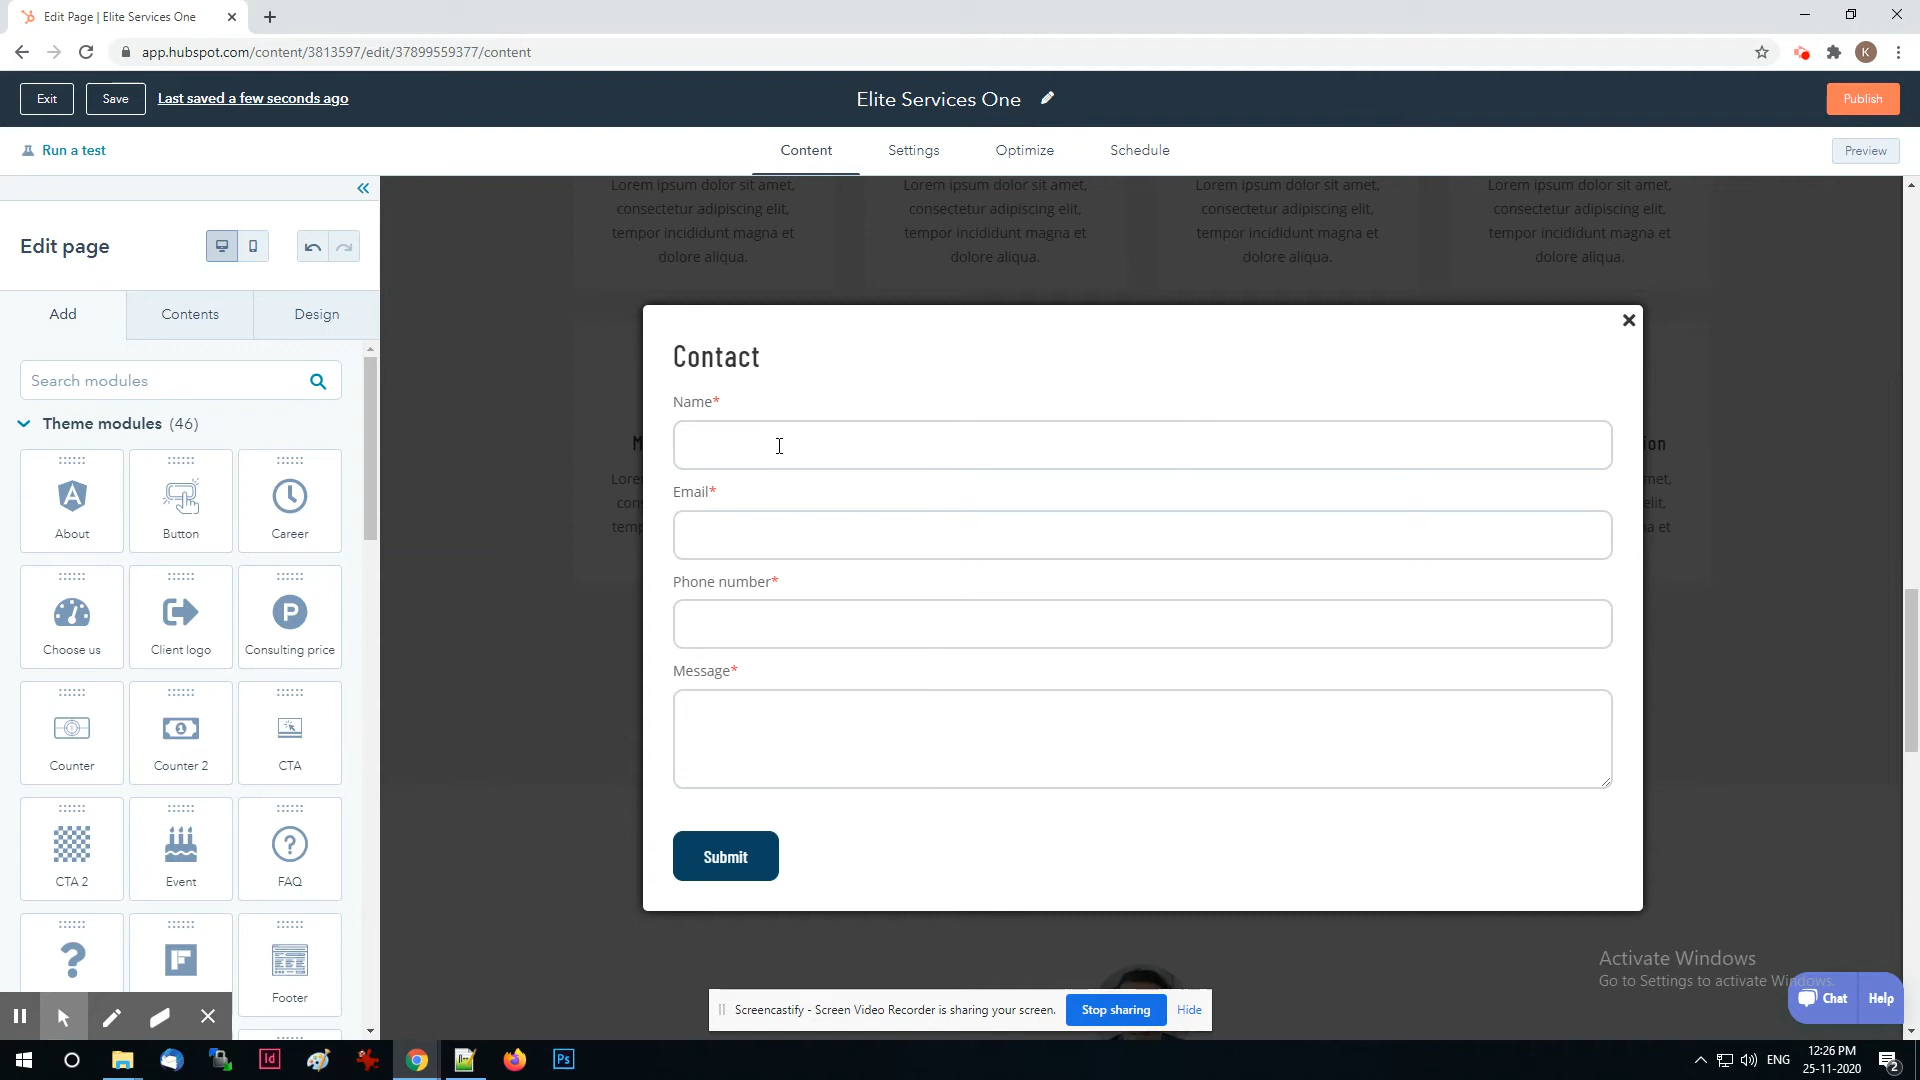 Edit Page | Elite Services One
app.hubspot.com/content/3813597/edit/37899559377/content
K
Exit
Save
Last saved a few seconds ago
Elite Services One
Publish
Run a test
Content
Settings
Optimize
Schedule
Preview
Edit page
Add
Contents
Design
Search modules
Theme modules (46)
About
Button
Career
Choose us
Client logo
Consulting price
Counter
Counter 2
CTA
CTA 2
Event
FAQ
Footer
Lorem ipsum dolor sit amet,
consectetur adipiscing elit,
tempor incididunt magna et
dolore aliqua.
Lorem ipsum dolor sit amet,
consectetur adipiscing elit,
tempor incididunt magna et
dolore aliqua.
Lorem ipsum dolor sit amet,
consectetur adipiscing elit,
tempor incididunt magna et
dolore aliqua.
Lorem ipsum dolor sit amet,
consectetur adipiscing elit,
tempor incididunt magna et
dolore aliqua.
Contact
Name*
Email*
Phone number*
Message*
Submit
Activate Windows
Go to Settings to activate Windows.
Chat
Help
Screencastify - Screen Video Recorder is sharing your screen.
Stop sharing
Hide
Id
Ps
ENG
12:26 PM
25-11-2020
2